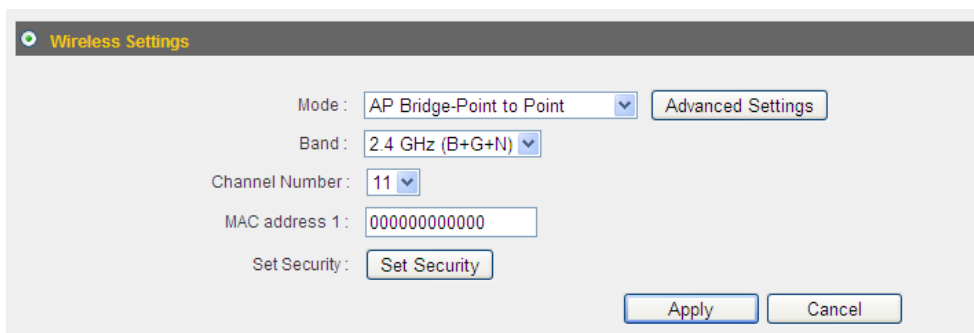 Wireless Settings
Mode : AP Bridge-Point to Point Advanced Settings
Band : 2.4 GHz (B+G+N)
Channel Number : 11
MAC address 1 : 000000000000
Set Security : Set Security
Apply Cancel